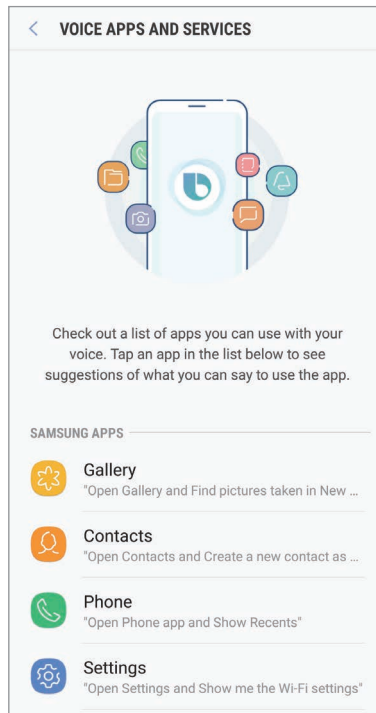 VOICE APPS AND SERVICES
Check out a list of apps you can use with your
voice. Tap an app in the list below to see
suggestions of what you can say to use the app.
SAMSUNG APPS
Gallery
"Open Gallery and Find pictures taken in New ...
Contacts
"Open Contacts and Create a new contact as ...
Phone
"Open Phone app and Show Recents"
Settings
"Open Settings and Show me the Wi-Fi settings"